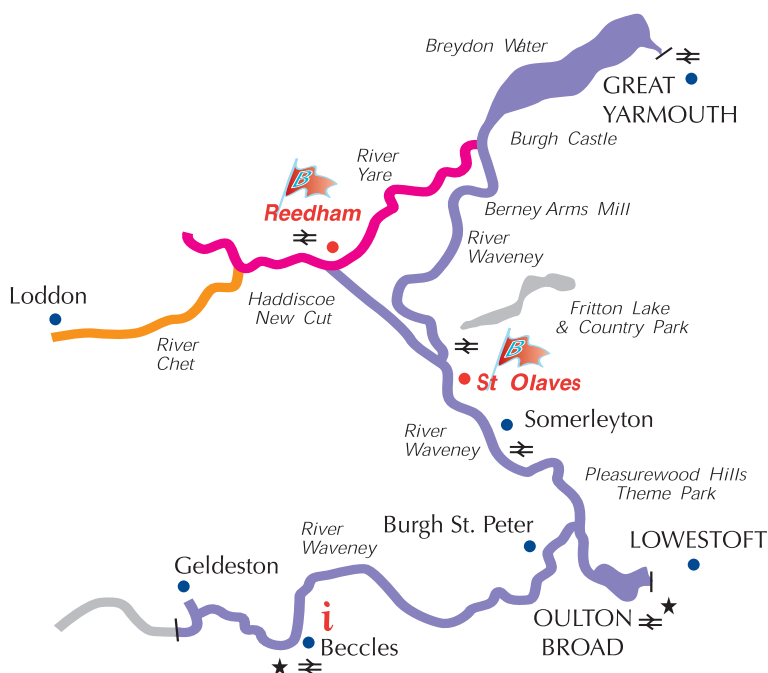 Breydon Water
GREAT
YARMOUTH
Burgh Castle
River
Yare
B
Reedham
Berney Arms Mill
River
Waveney
Loddon
Haddiscoe
New Cut
Fritton Lake
& Country Park
River
Chet
B
St Olaves
Somerleyton
River
Waveney
Pleasurewood Hills
Theme Park
Burgh St. Peter
River
Waveney
LOWESTOFT
Geldeston
i
OULTON
BROAD
Beccles